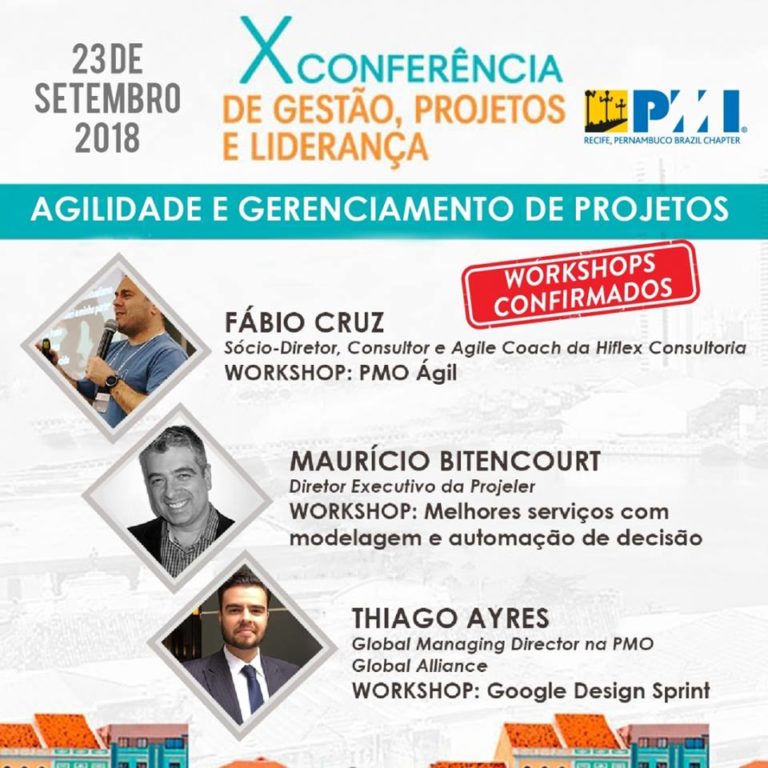 23 DE
SETEMBRO
2018
X CONFERÊNCIA
DE GESTÃO, PROJETOS
E LIDERANÇA
PMI®
RECIFE, PERNAMBUCO BRAZIL CHAPTER
AGILIDADE E GERENCIAMENTO DE PROJETOS
WORKSHOPS
CONFIRMADOS
FÁBIO CRUZ
Sócio-Diretor, Consultor e Agile Coach da Hiflex Consultoria
WORKSHOP: PMO Ágil
MAURÍCIO BITENCOURT
Diretor Executivo da Projeler
WORKSHOP: Melhores serviços com
modelagem e automação de decisão
THIAGO AYRES
Global Managing Director na PMO
Global Alliance
WORKSHOP: Google Design Sprint